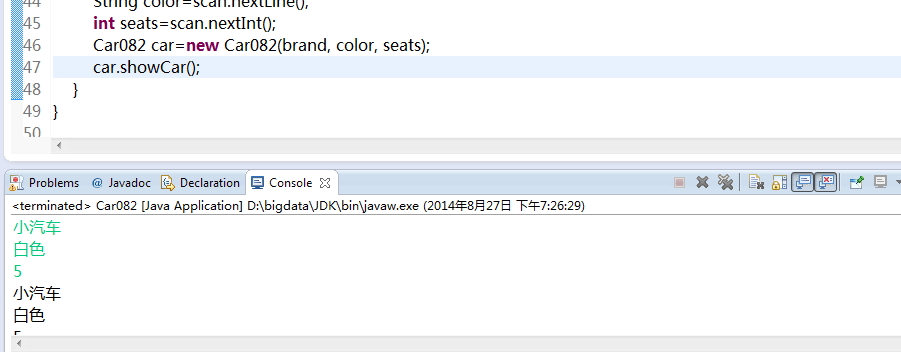 44 String color=scan.nextLine();
45 int seats=scan.nextInt();
46 Car082 car=new Car082(brand, color, seats);
47 car.showCar();
48 }
49 }
50
Problems @ Javadoc Declaration Console
<terminated> Car082 [Java Application] D:\bigdata\JDK\bin\javaw.exe (2014年8月27日 下午7:26:29)
小汽车
白色
5
小汽车
白色
5